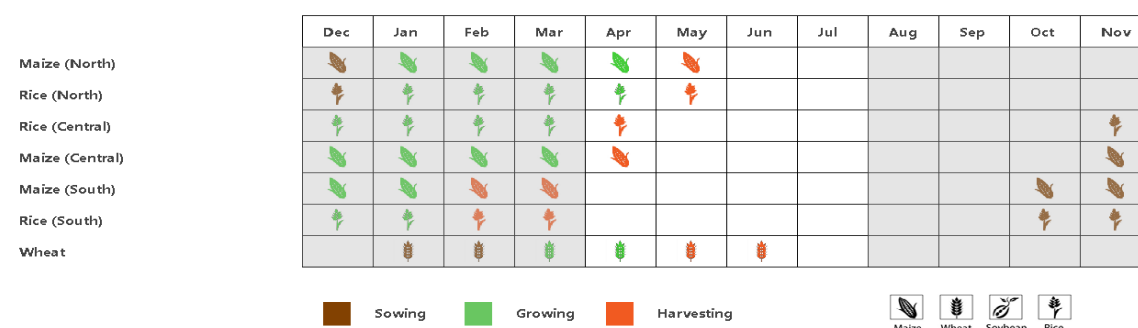 Dec Jan Feb Mar Apr May Jun Jul Aug Sep Oct Nov
Maize (North)
Rice (North)
Rice (Central)
Maize (Central)
Maize (South)
Rice (South)
Wheat
Sowing Growing Harvesting
Maize Wheat Soybean Rice